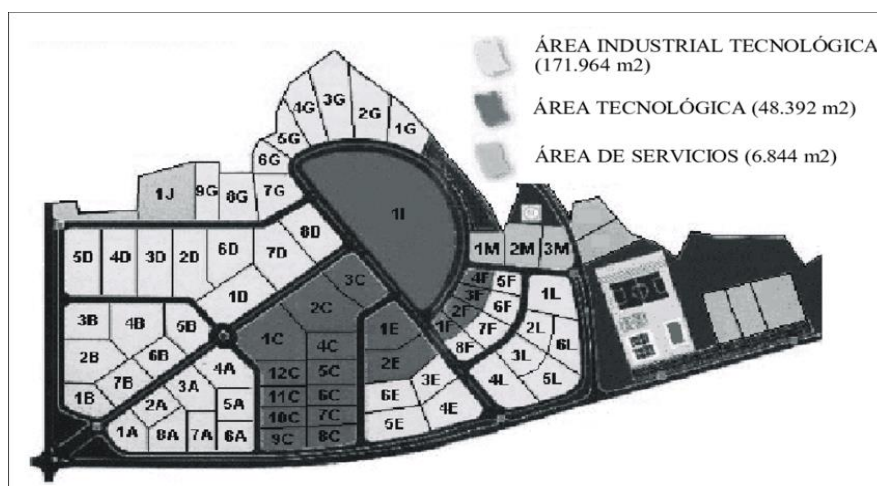 ÁREA INDUSTRIAL TECNOLÓGICA
(171.964 m2)
ÁREA TECNOLÓGICA (48.392 m2)
ÁREA DE SERVICIOS (6.844 m2)
4G 3G 2G 1G
5G
6G
1J 9G 8G 7G
1I
5D 4D 3D 2D 6D 7D 8D
1D
1M 2M 3M
3C
2C
1C 4C
12C 5C
11C 6C
10C 7C
9C 8C
4F 5F
3F 6F
2F 7F
1F 8F
1L
2L 6L
3L
4L 5L
1E
2E
3E
6E
5E 4E
3B 4B 5B
2B 6B
1B 7B
4A
3A
2A 5A
1A 8A 7A 6A